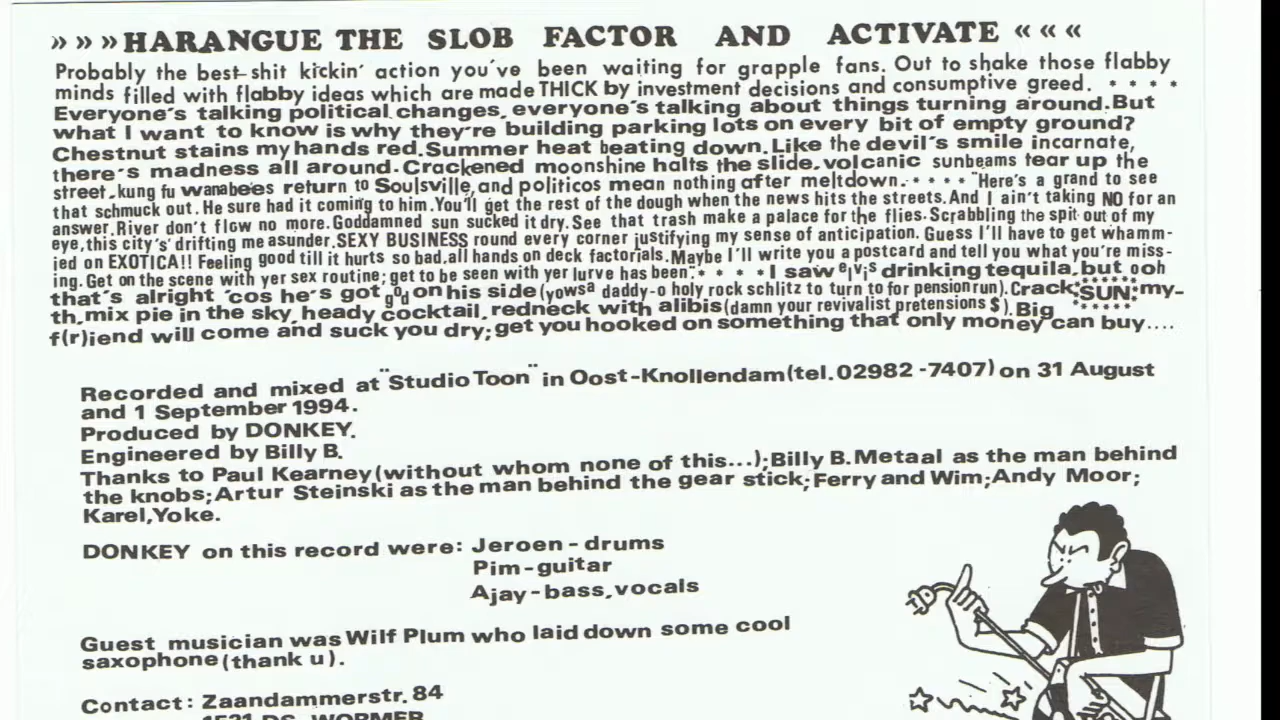 » » » HARANGUE THE SLOB FACTOR AND ACTIVATE « « «
Probably the best-shit kickin' action you've been waiting for grapple fans. Out to shake those flabby
minds filled with flabby ideas which are made THICK by investment decisions and consumptive greed. * * * *
Everyone's talking political changes, everyone's talking about things turning around. But
what I want to know is why they're building parking lots on every bit of empty ground?
Chestnut stains my hands red. Summer heat beating down. Like the devil's smile incarnate,
there's madness all around. Crackened moonshine halts the slide, volcanic sunbeams tear up the
street, kung fu wanabees return to Soulsville, and politicos mean nothing after meltdown. * * * * "Here's a grand to see
that schmuck out. He sure had it coming to him. You'll get the rest of the dough when the news hits the streets. And I ain't taking NO for an
answer. River don't flow no more. Goddamned sun sucked it dry. See that trash make a palace for the flies. Scrabbling the spit out of my
eye, this city's drifting me asunder. SEXY BUSINESS round every corner justifying my sense of anticipation. Guess I'll have to get whamm-
ied on EXOTICA!! Feeling good till it hurts so bad, all hands on deck factorials. Maybe I'll write you a postcard and tell you what you're miss-
ing. Get on the scene with yer sex routine; get to be seen with yer lurve has been." * * * * I saw elvis drinking tequila, but ooh
that's alright 'cos he's got god on his side (yowsa daddy-o holy rock schlitz to turn to for pension run). Crack SUN: my-
th, mix pie in the sky, heady cocktail, redneck with alibis (damn your revivalist pretensions $). Big
f(r)iend will come and suck you dry; get you hooked on something that only money can buy....
Recorded and mixed at "Studio Toon" in Oost-Knollendam (tel. 02982 -7407) on 31 August
and 1 September 1994.
Produced by DONKEY.
Engineered by Billy B.
Thanks to Paul Kearney (without whom none of this...); Billy B. Metaal as the man behind
the knobs; Artur Steinski as the man behind the gear stick; Ferry and Wim; Andy Moor;
Karel, Yoke.
DONKEY on this record were: Jeroen - drums
Pim - guitar
Ajay - bass, vocals
Guest musician was Wilf Plum who laid down some cool
saxophone (thank u).
Contact: Zaandammerstr. 84
1521 DS WORMER